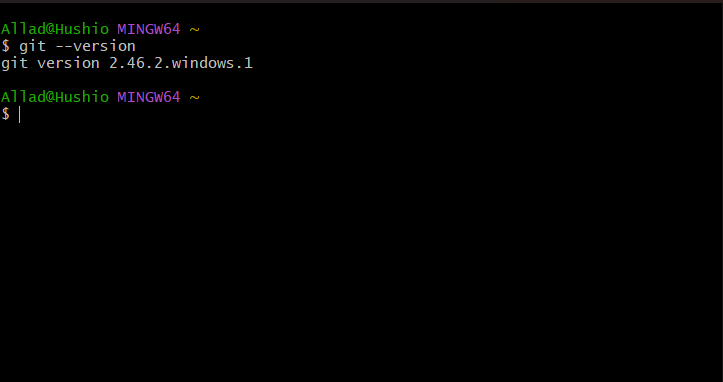 Allad@Hushio MINGW64 ~
$ git --version
git version 2.46.2.windows.1
Allad@Hushio MINGW64 ~
$